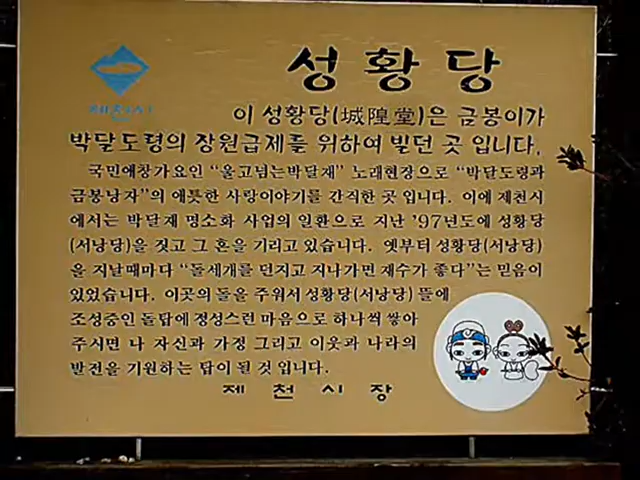 성황당
제천시
이 성황당(城隍堂)은 금봉이가
박달도령의 장원급제를 위하여 빌던 곳 입니다.
국민애창가요인 "울고넘는박달재" 노래현장으로 "박달도령과
금봉낭자"의 애틋한 사랑이야기를 간직한 곳 입니다. 이에 제천시
에서는 박달재 명소화 사업의 일환으로 지난 '97년도에 성황당
(서낭당)을 짓고 그 혼을 기리고 있습니다. 옛부터 성황당(서낭당)
을 지날때마다 "돌세개를 던지고 지나가면 재수가 좋다"는 믿음이
있었습니다. 이곳의 돌을 주워서 성황당(서낭당) 뜰에
조성중인 돌탑에 정성스런 마음으로 하나씩 쌓아
주시면 나 자신과 가정 그리고 이웃과 나라의
발전을 기원하는 탑이 될 것 입니다.
제천시장